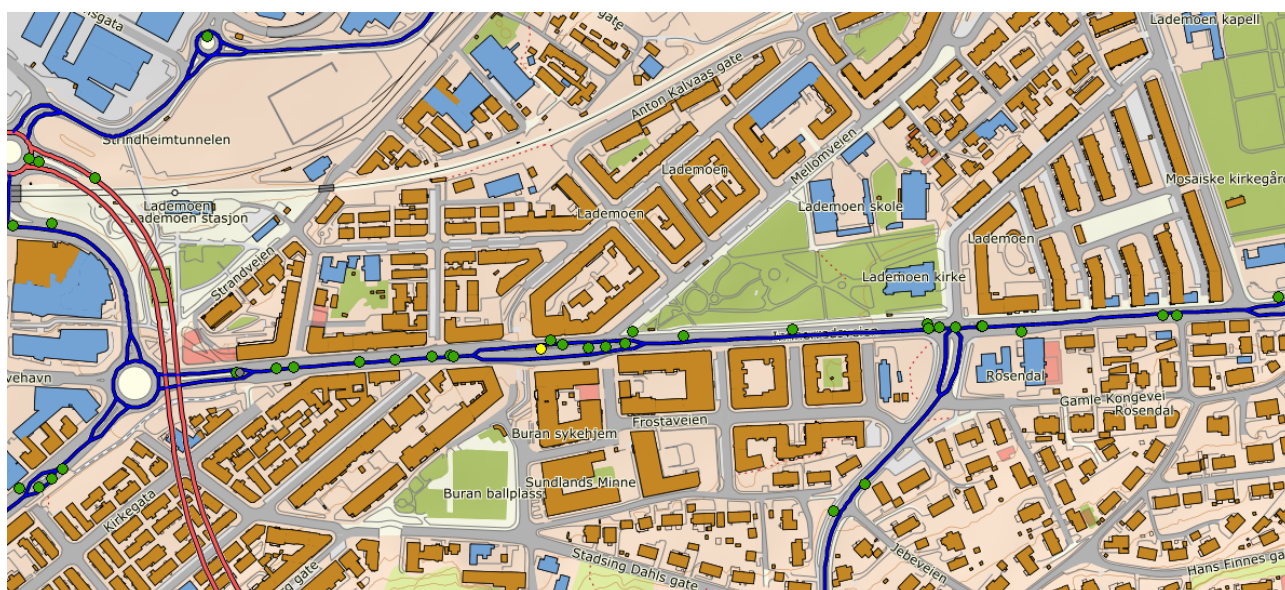 Lademoen kapell
Anton Kalvaas gate
Strindheimtunnelen
Mellomveien
Lademoen
Mosaiske kirkegård
Lademoen
Lademoen stasjon
Lademoen
Lademoen skole
Lademoen
Strandveien
Lademoen kirke
Rosendal
Gamle Kongevei
Rosendal
Frostaveien
Buran sykehjem
Sundlands Minne
Buran ballplass
Kirkegata
Stadsing Dahls gate
Jebeveien
Hans Finnes ga